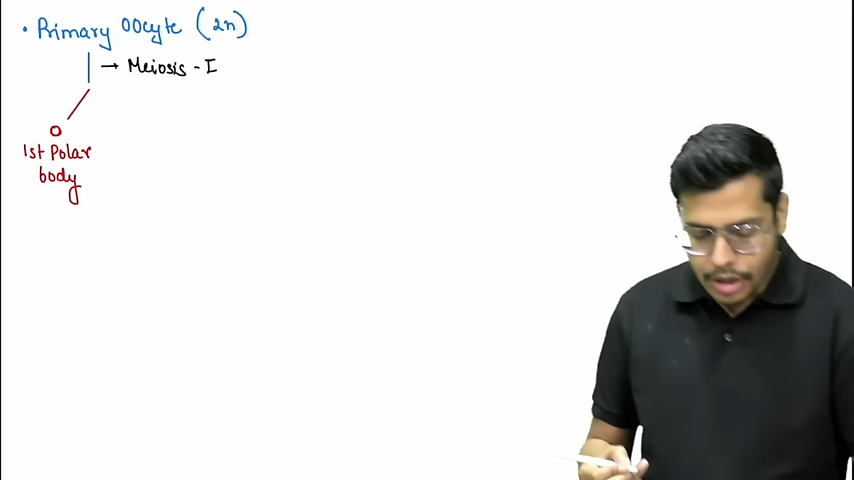 • Primary OOcyte (2n)
→ Meiosis - I
1st Polar
body